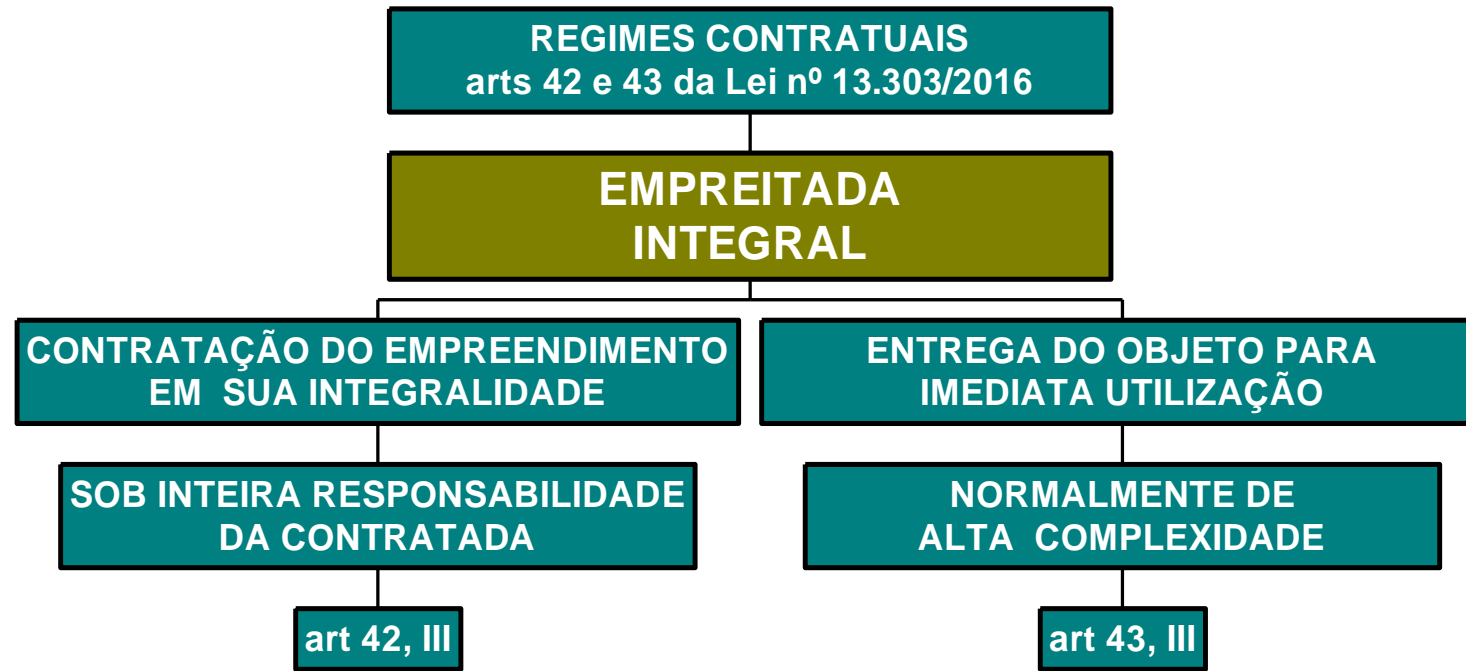 REGIMES CONTRATUAIS
arts 42 e 43 da Lei nº 13.303/2016
EMPREITADA
INTEGRAL
CONTRATAÇÃO DO EMPREENDIMENTO
EM SUA INTEGRALIDADE
ENTREGA DO OBJETO PARA
IMEDIATA UTILIZAÇÃO
SOB INTEIRA RESPONSABILIDADE
DA CONTRATADA
NORMALMENTE DE
ALTA COMPLEXIDADE
art 42, III
art 43, III